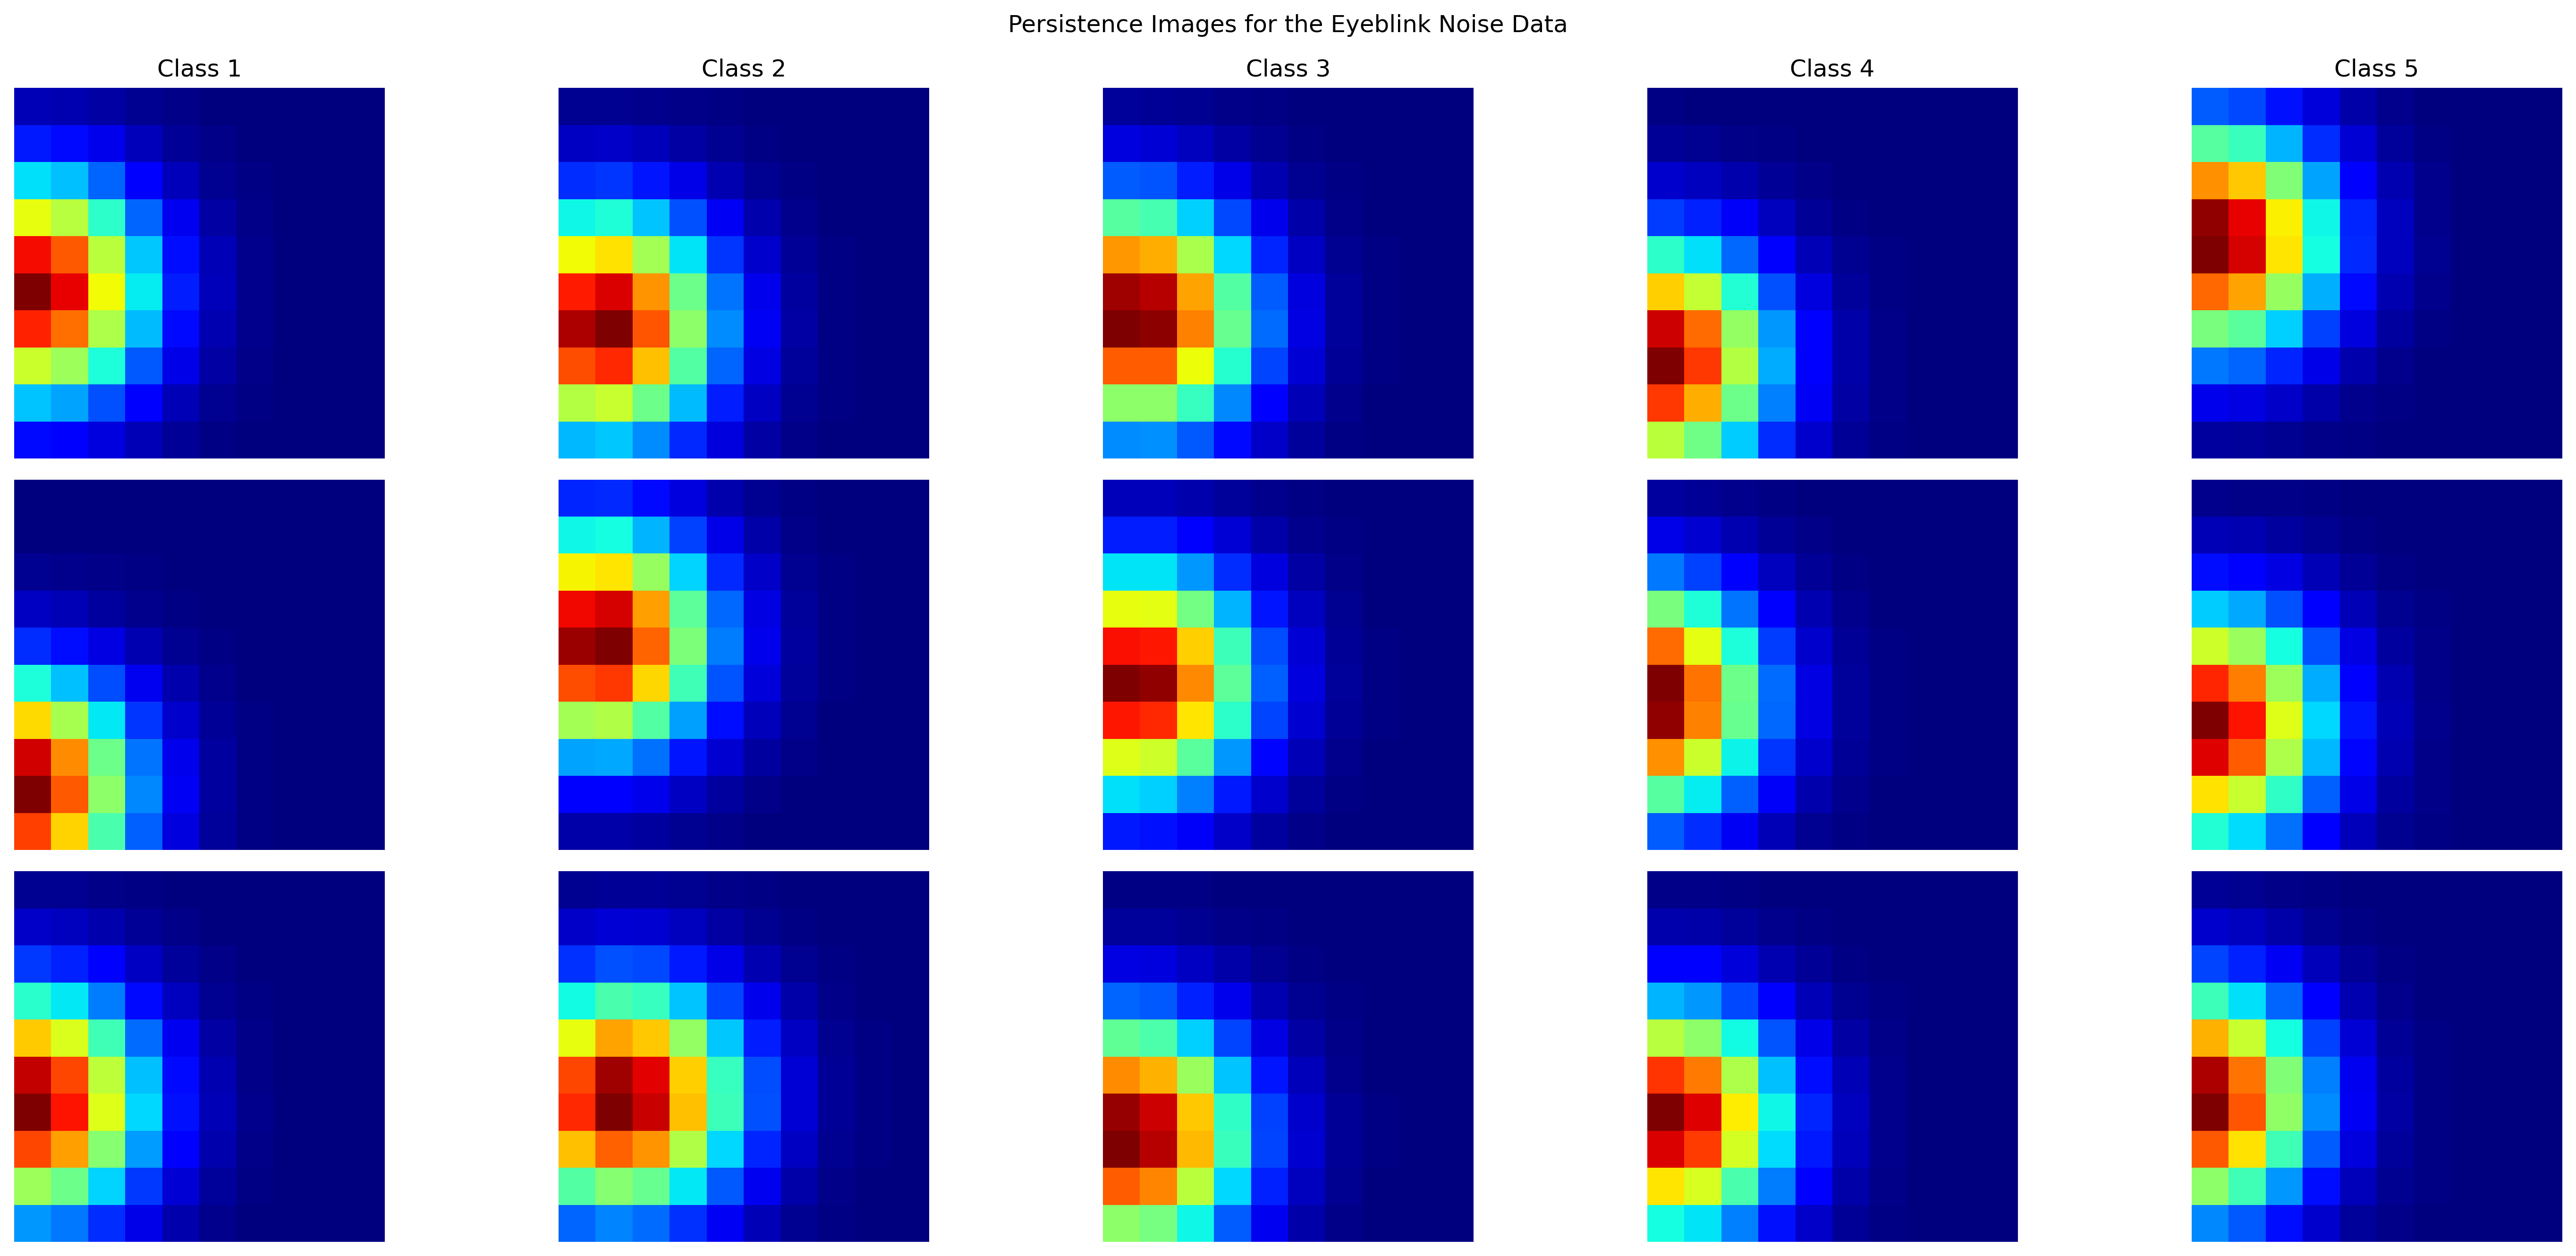 Persistence Images for the Eyeblink Noise Data
Class 1
Class 2
Class 3
Class 4
Class 5